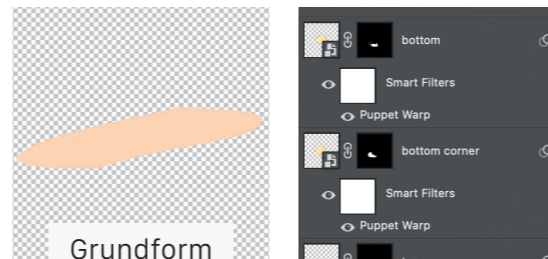 Grundform
bottom
Smart Filters
Puppet Warp
bottom corner
Smart Filters
Puppet Warp